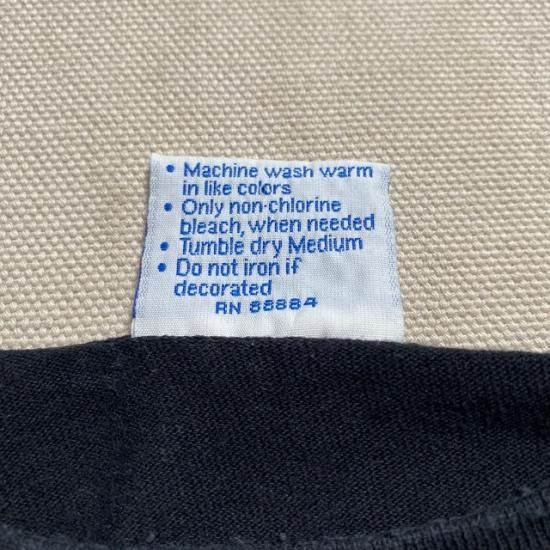 • Machine wash warm
in like colors
• Only non-chlorine
bleach, when needed
• Tumble dry Medium
• Do not iron if
decorated
RN 88884